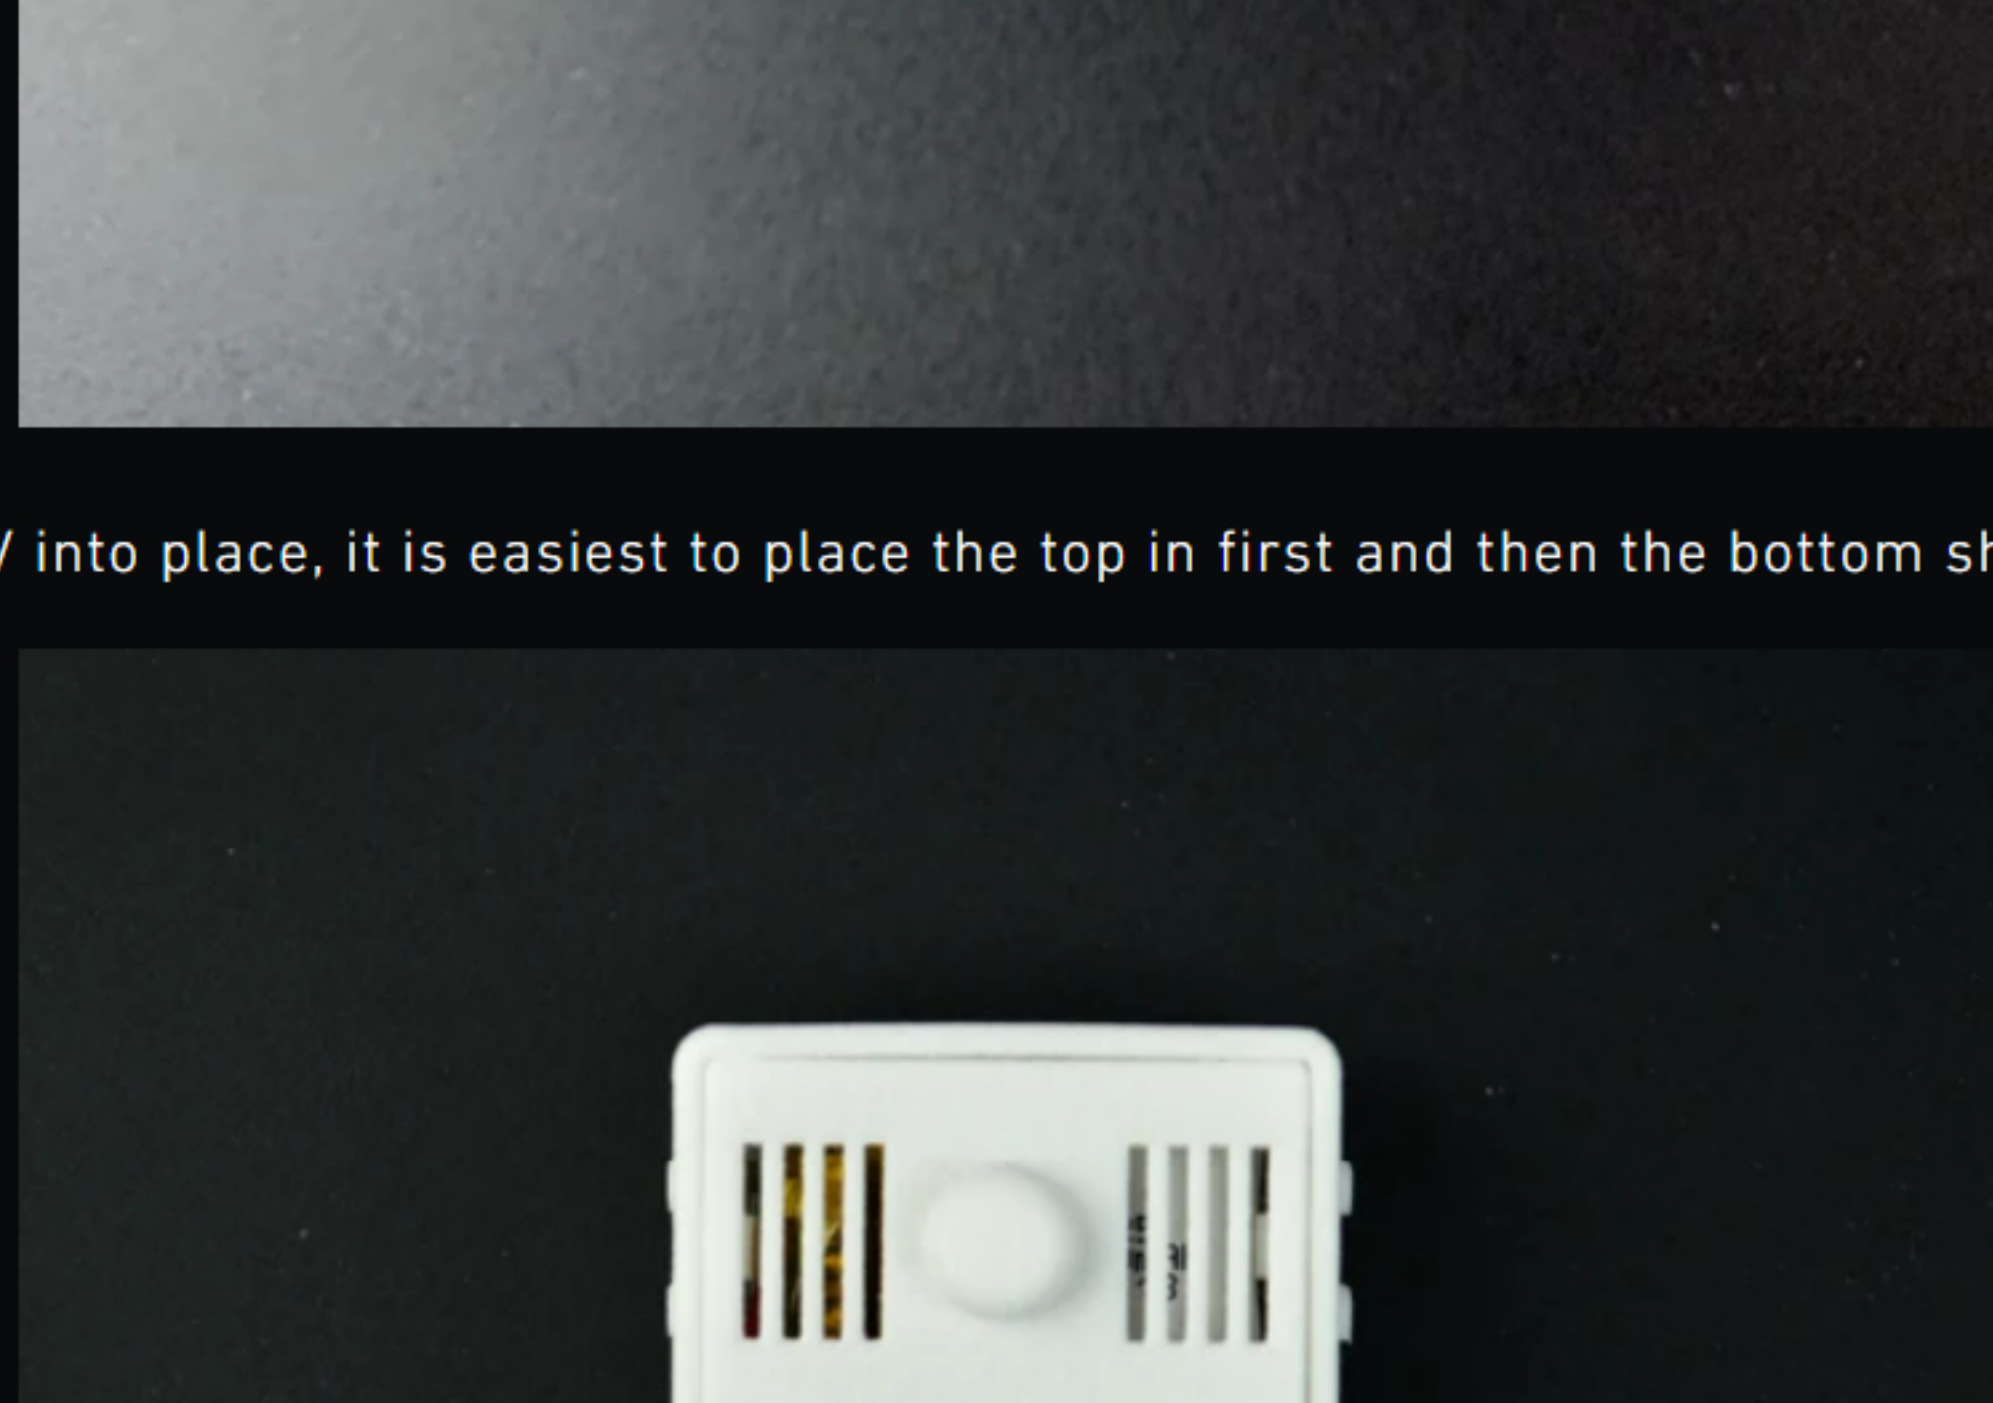 into place, it is easiest to place the top in first and then the bottom